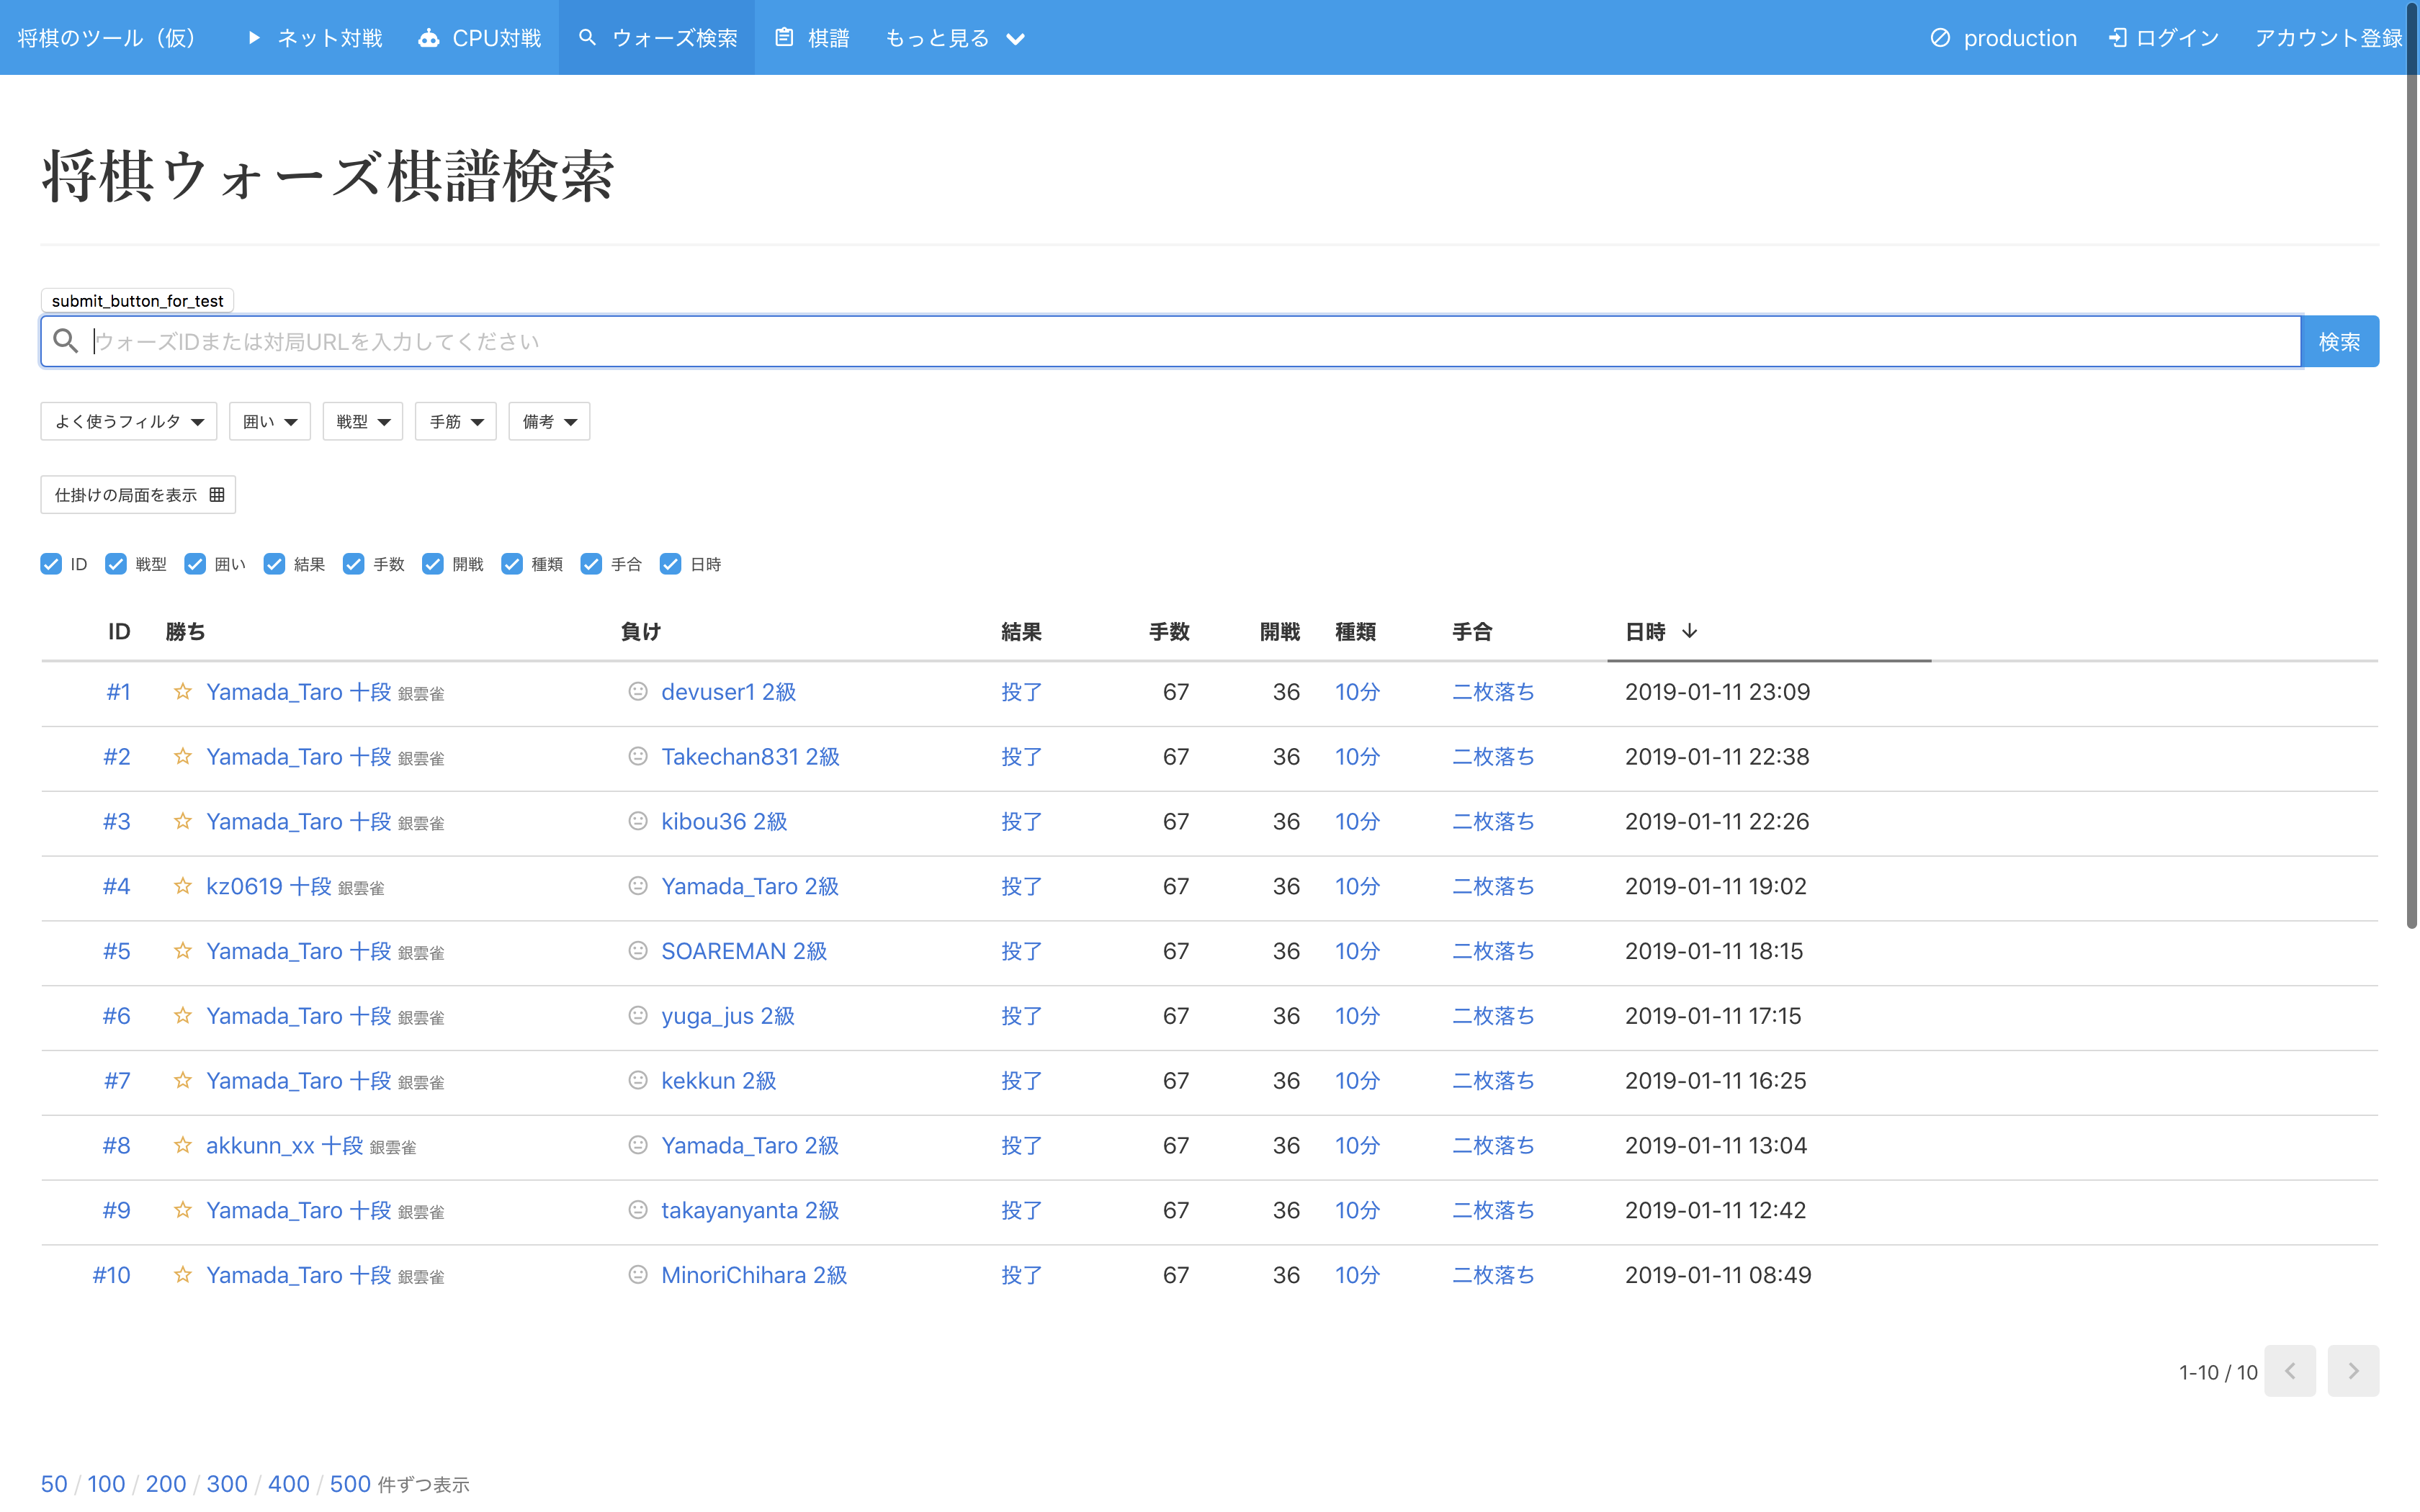 将棋のツール（仮） ネット対戦 CPU対戦 ウォーズ検索 棋譜 もっと見る production ログイン アカウント登録
将棋ウォーズ棋譜検索
submit_button_for_test
ウォーズIDまたは対局URLを入力してください 検索
よく使うフィルタ 囲い 戦型 手筋 備考
仕掛けの局面を表示
ID 戦型 囲い 結果 手数 開戦 種類 手合 日時
ID 勝ち 負け 結果 手数 開戦 種類 手合 日時
#1 Yamada_Taro 十段 銀雲雀 devuser1 2級 投了 67 36 10分 二枚落ち 2019-01-11 23:09
#2 Yamada_Taro 十段 銀雲雀 Takechan831 2級 投了 67 36 10分 二枚落ち 2019-01-11 22:38
#3 Yamada_Taro 十段 銀雲雀 kibou36 2級 投了 67 36 10分 二枚落ち 2019-01-11 22:26
#4 kz0619 十段 銀雲雀 Yamada_Taro 2級 投了 67 36 10分 二枚落ち 2019-01-11 19:02
#5 Yamada_Taro 十段 銀雲雀 SOAREMAN 2級 投了 67 36 10分 二枚落ち 2019-01-11 18:15
#6 Yamada_Taro 十段 銀雲雀 yuga_jus 2級 投了 67 36 10分 二枚落ち 2019-01-11 17:15
#7 Yamada_Taro 十段 銀雲雀 kekkun 2級 投了 67 36 10分 二枚落ち 2019-01-11 16:25
#8 akkunn_xx 十段 銀雲雀 Yamada_Taro 2級 投了 67 36 10分 二枚落ち 2019-01-11 13:04
#9 Yamada_Taro 十段 銀雲雀 takayanyanta 2級 投了 67 36 10分 二枚落ち 2019-01-11 12:42
#10 Yamada_Taro 十段 銀雲雀 MinoriChihara 2級 投了 67 36 10分 二枚落ち 2019-01-11 08:49
1-10 / 10
50 / 100 / 200 / 300 / 400 / 500 件ずつ表示